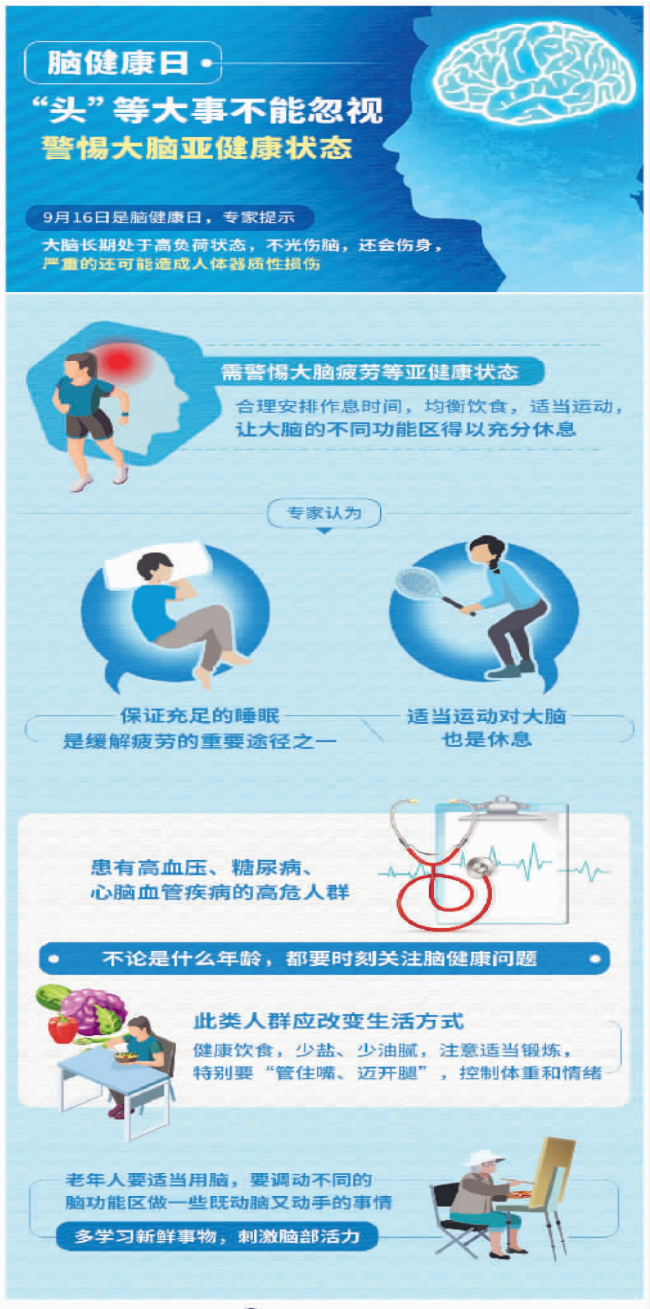 脑健康日
“头”等大事不能忽视
警惕大脑亚健康状态
9月16日是脑健康日，专家提示
大脑长期处于高负荷状态，不光伤脑，还会伤身，
严重的还可能造成人体器质性损伤
需警惕大脑疲劳等亚健康状态
合理安排作息时间，均衡饮食，适当运动，
让大脑的不同功能区得以充分休息
专家认为
保证充足的睡眠
是缓解疲劳的重要途径之一
适当运动对大脑
也是休息
患有高血压、糖尿病、
心脑血管疾病的高危人群
不论是什么年龄，都要时刻关注脑健康问题
此类人群应改变生活方式
健康饮食，少盐、少油腻，注意适当锻炼，
特别要“管住嘴、迈开腿”，控制体重和情绪
老年人要适当用脑，要调动不同的
脑功能区做一些既动脑又动手的事情
多学习新鲜事物，刺激脑部活力